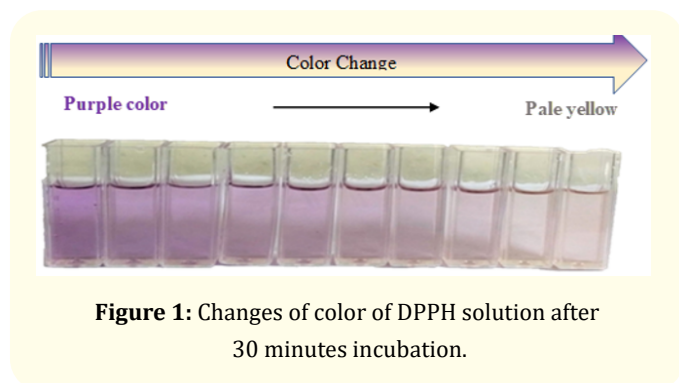 Color Change
Purple color
Pale yellow
Figure 1: Changes of color of DPPH solution after
30 minutes incubation.